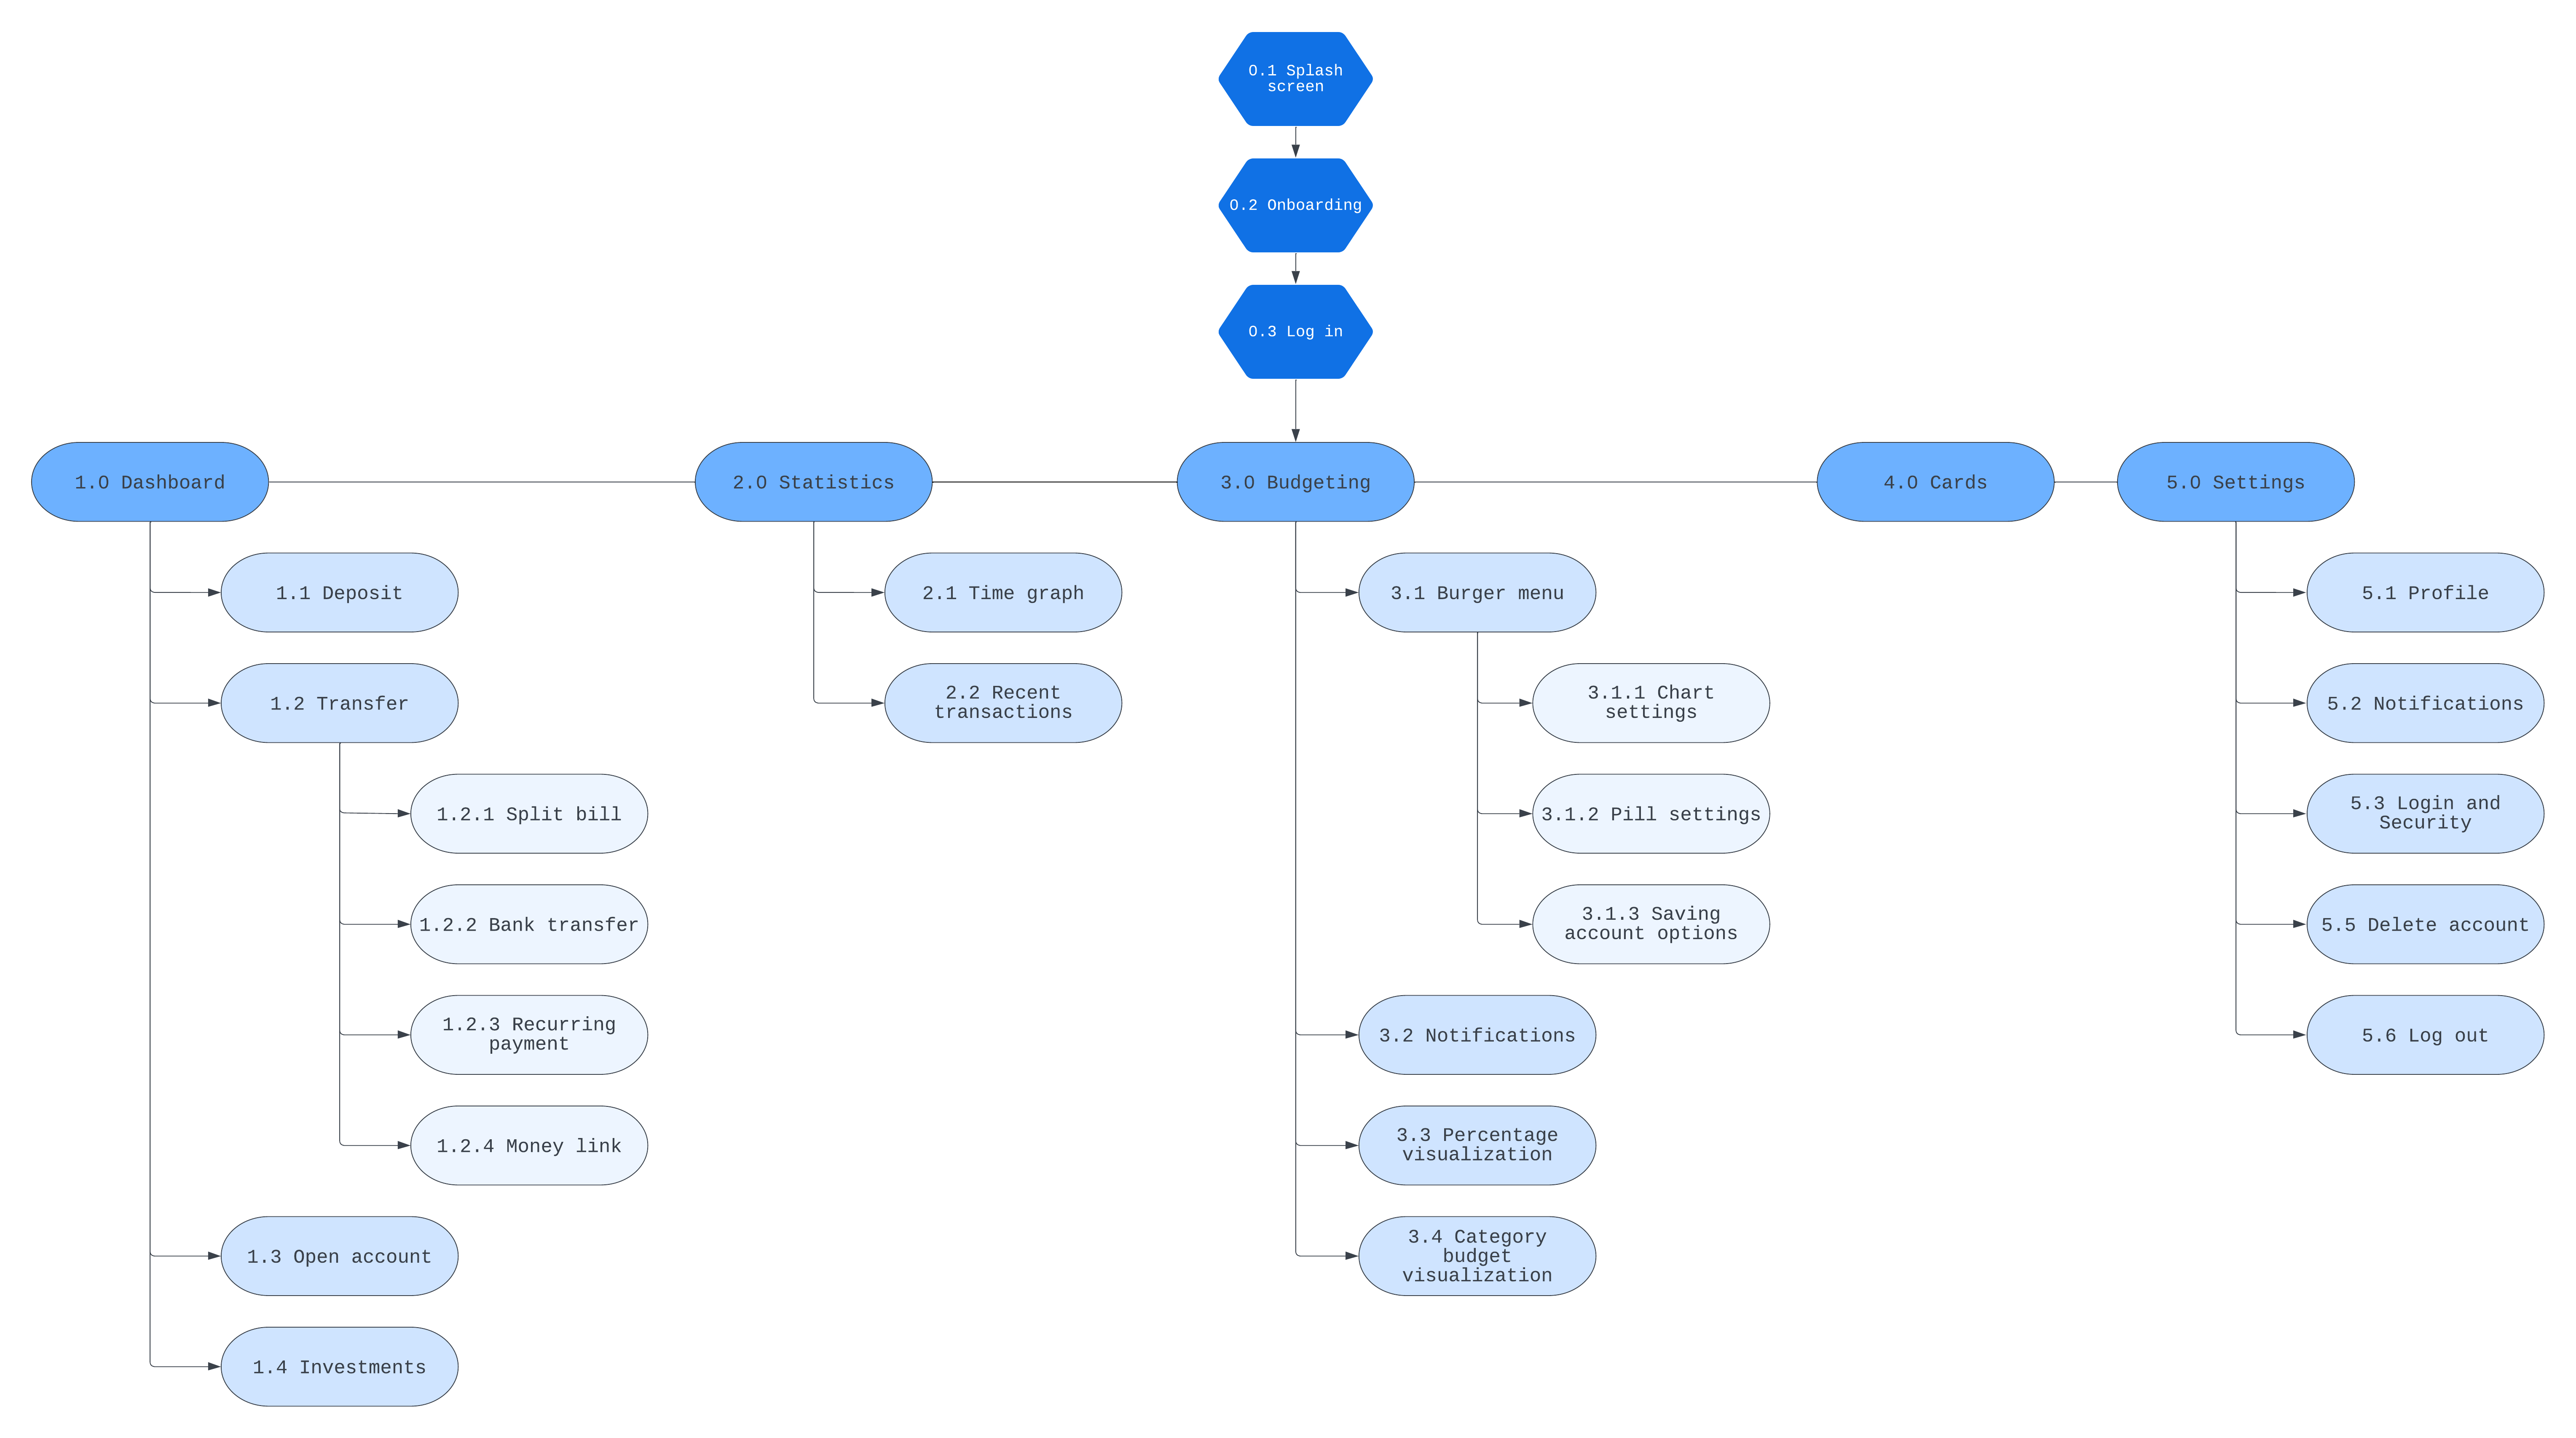 0.1 Splash
screen
0.2 Onboarding
0.3 Log in
1.0 Dashboard
2.0 Statistics
3.0 Budgeting
4.0 Cards
5.0 Settings
1.1 Deposit
2.1 Time graph
3.1 Burger menu
5.1 Profile
1.2 Transfer
2.2 Recent
transactions
3.1.1 Chart
settings
5.2 Notifications
1.2.1 Split bill
3.1.2 Pill settings
5.3 Login and
Security
1.2.2 Bank transfer
3.1.3 Saving
account options
5.5 Delete account
1.2.3 Recurring
payment
3.2 Notifications
5.6 Log out
1.2.4 Money link
3.3 Percentage
visualization
1.3 Open account
3.4 Category
budget
visualization
1.4 Investments